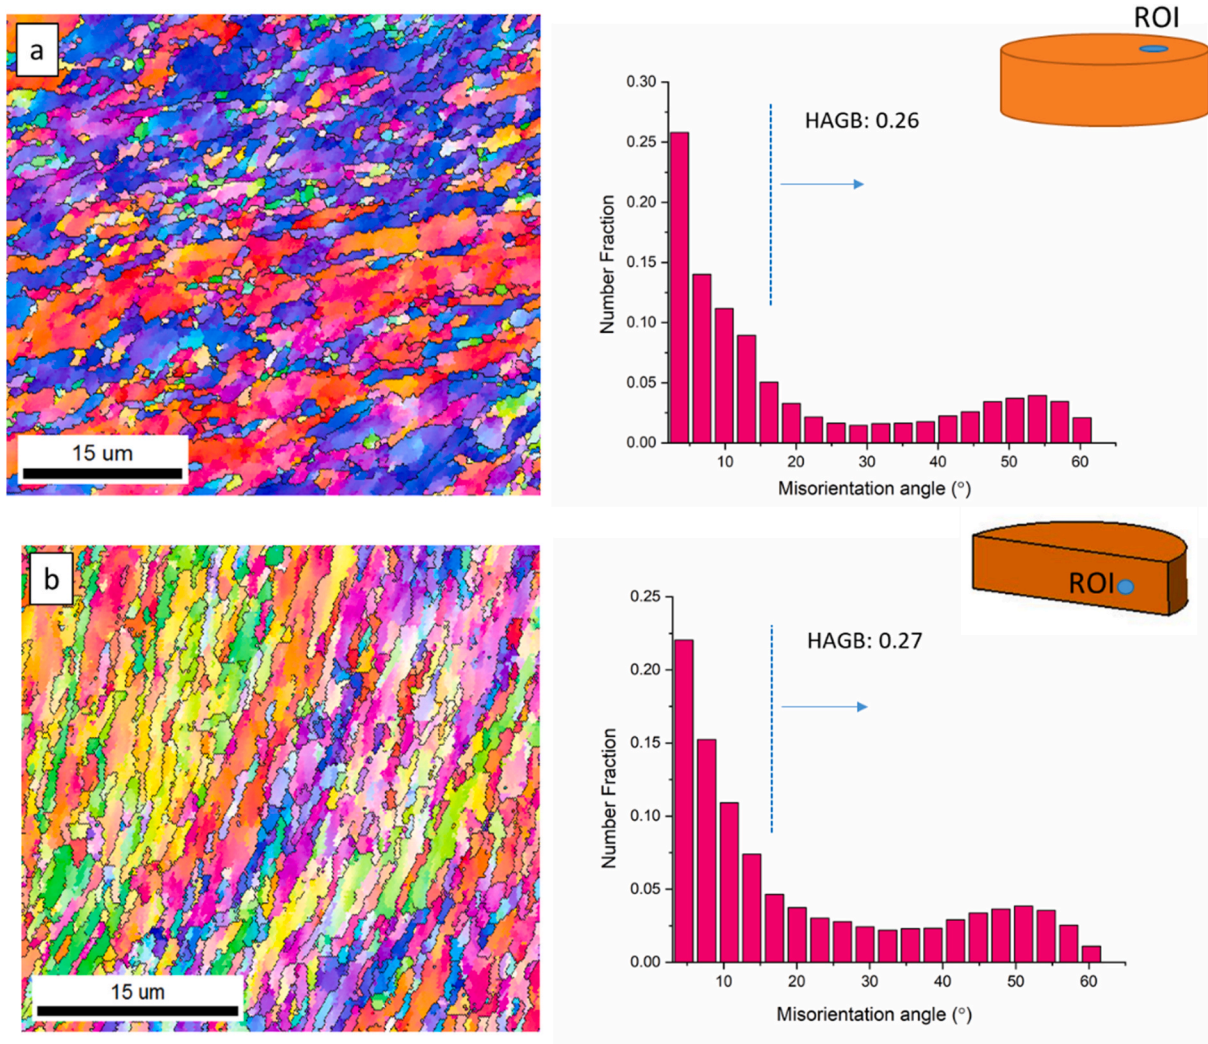 a
15 um
ROI
HAGB: 0.26
Number Fraction
0.30
0.25
0.20
0.15
0.10
0.05
0.00
10 20 30 40 50 60
Misorientation angle (°)
b
15 um
ROI
HAGB: 0.27
Number Fraction
0.25
0.20
0.15
0.10
0.05
0.00
10 20 30 40 50 60
Misorientation angle (°)